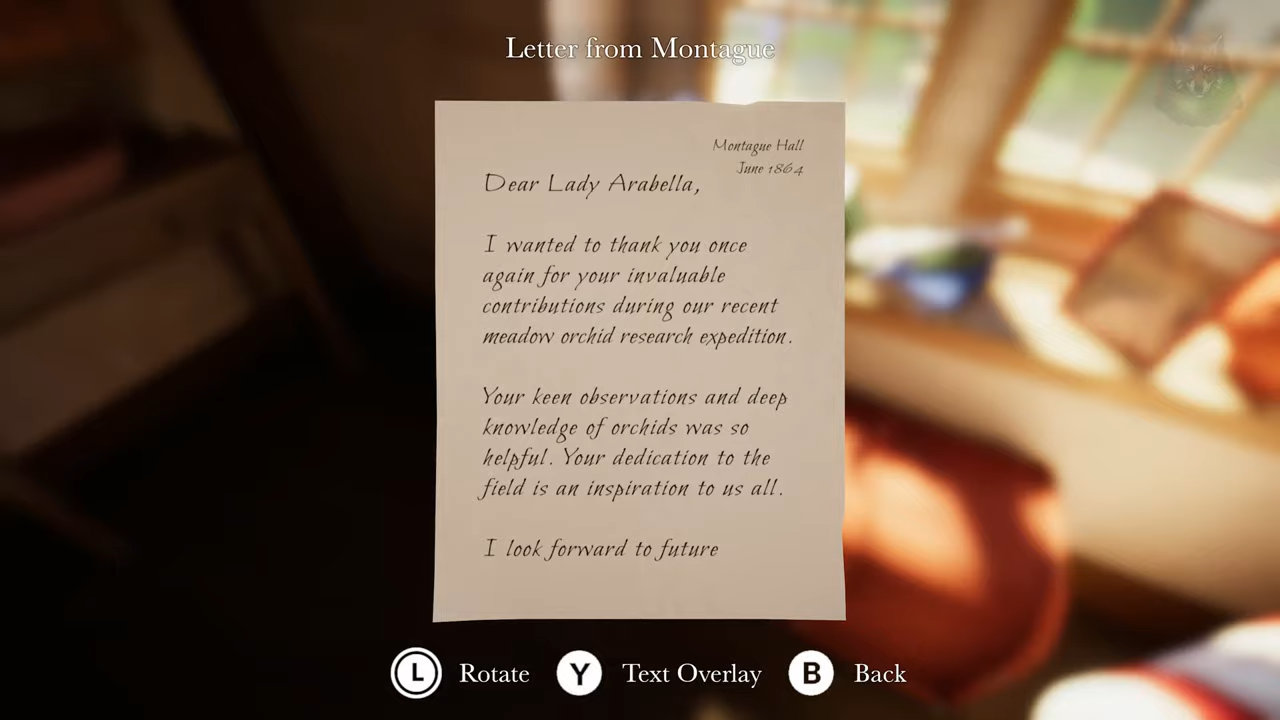 Letter from Montague
Montague Hall
June 1864
Dear Lady Arabella,
I wanted to thank you once
again for your invaluable
contributions during our recent
meadow orchid research expedition.
Your keen observations and deep
knowledge of orchids was so
helpful. Your dedication to the
field is an inspiration to us all.
I look forward to future
L Rotate Y Text Overlay B Back